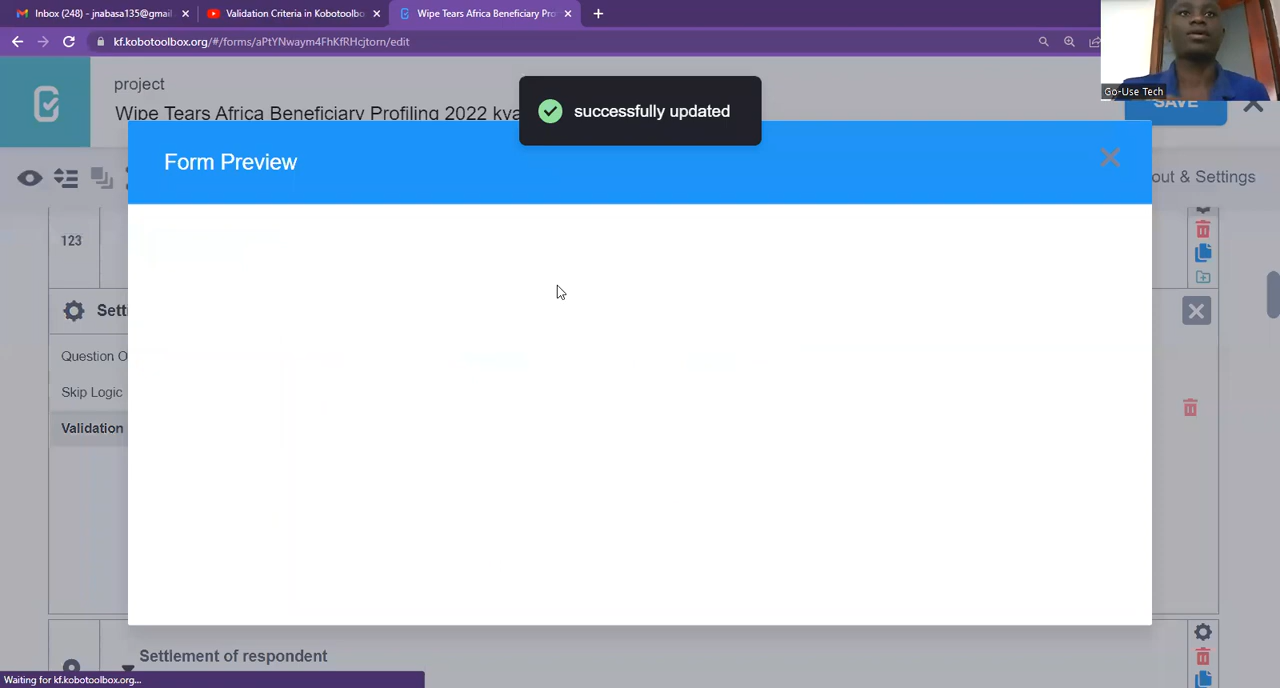 Inbox (248) - jnabasa135@gmail
Validation Criteria in Kobotoolbo
Wipe Tears Africa Beneficiary Pro
kf.kobotoolbox.org/#/forms/aPtYNwaym4FhKfRHcjtorn/edit
Go-Use Tech
project
SAVE
Wipe Tears Africa Beneficiary Profiling 2022 kva
successfully updated
Form Preview
out & Settings
123
Setti
Question O
Skip Logic
Validation
Settlement of respondent
Waiting for kf.kobotoolbox.org...